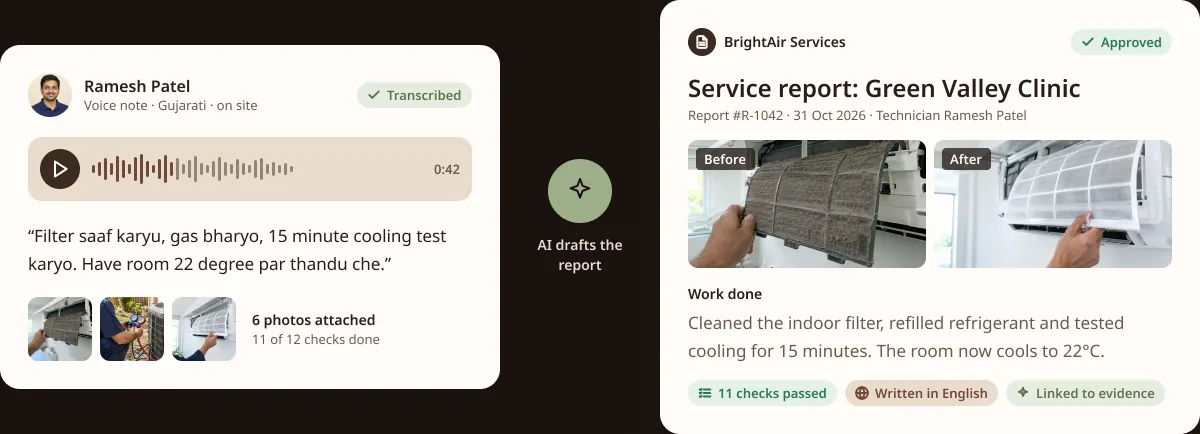 Ramesh Patel
Voice note · Gujarati · on site
Transcribed
0:42
“Filter saaf karyu, gas bharyo, 15 minute cooling test
karyo. Have room 22 degree par thandu che.”
6 photos attached
11 of 12 checks done
AI drafts the
report
BrightAir Services
Approved
Service report: Green Valley Clinic
Report #R-1042 · 31 Oct 2026 · Technician Ramesh Patel
Before
After
Work done
Cleaned the indoor filter, refilled refrigerant and tested
cooling for 15 minutes. The room now cools to 22°C.
11 checks passed
Written in English
Linked to evidence